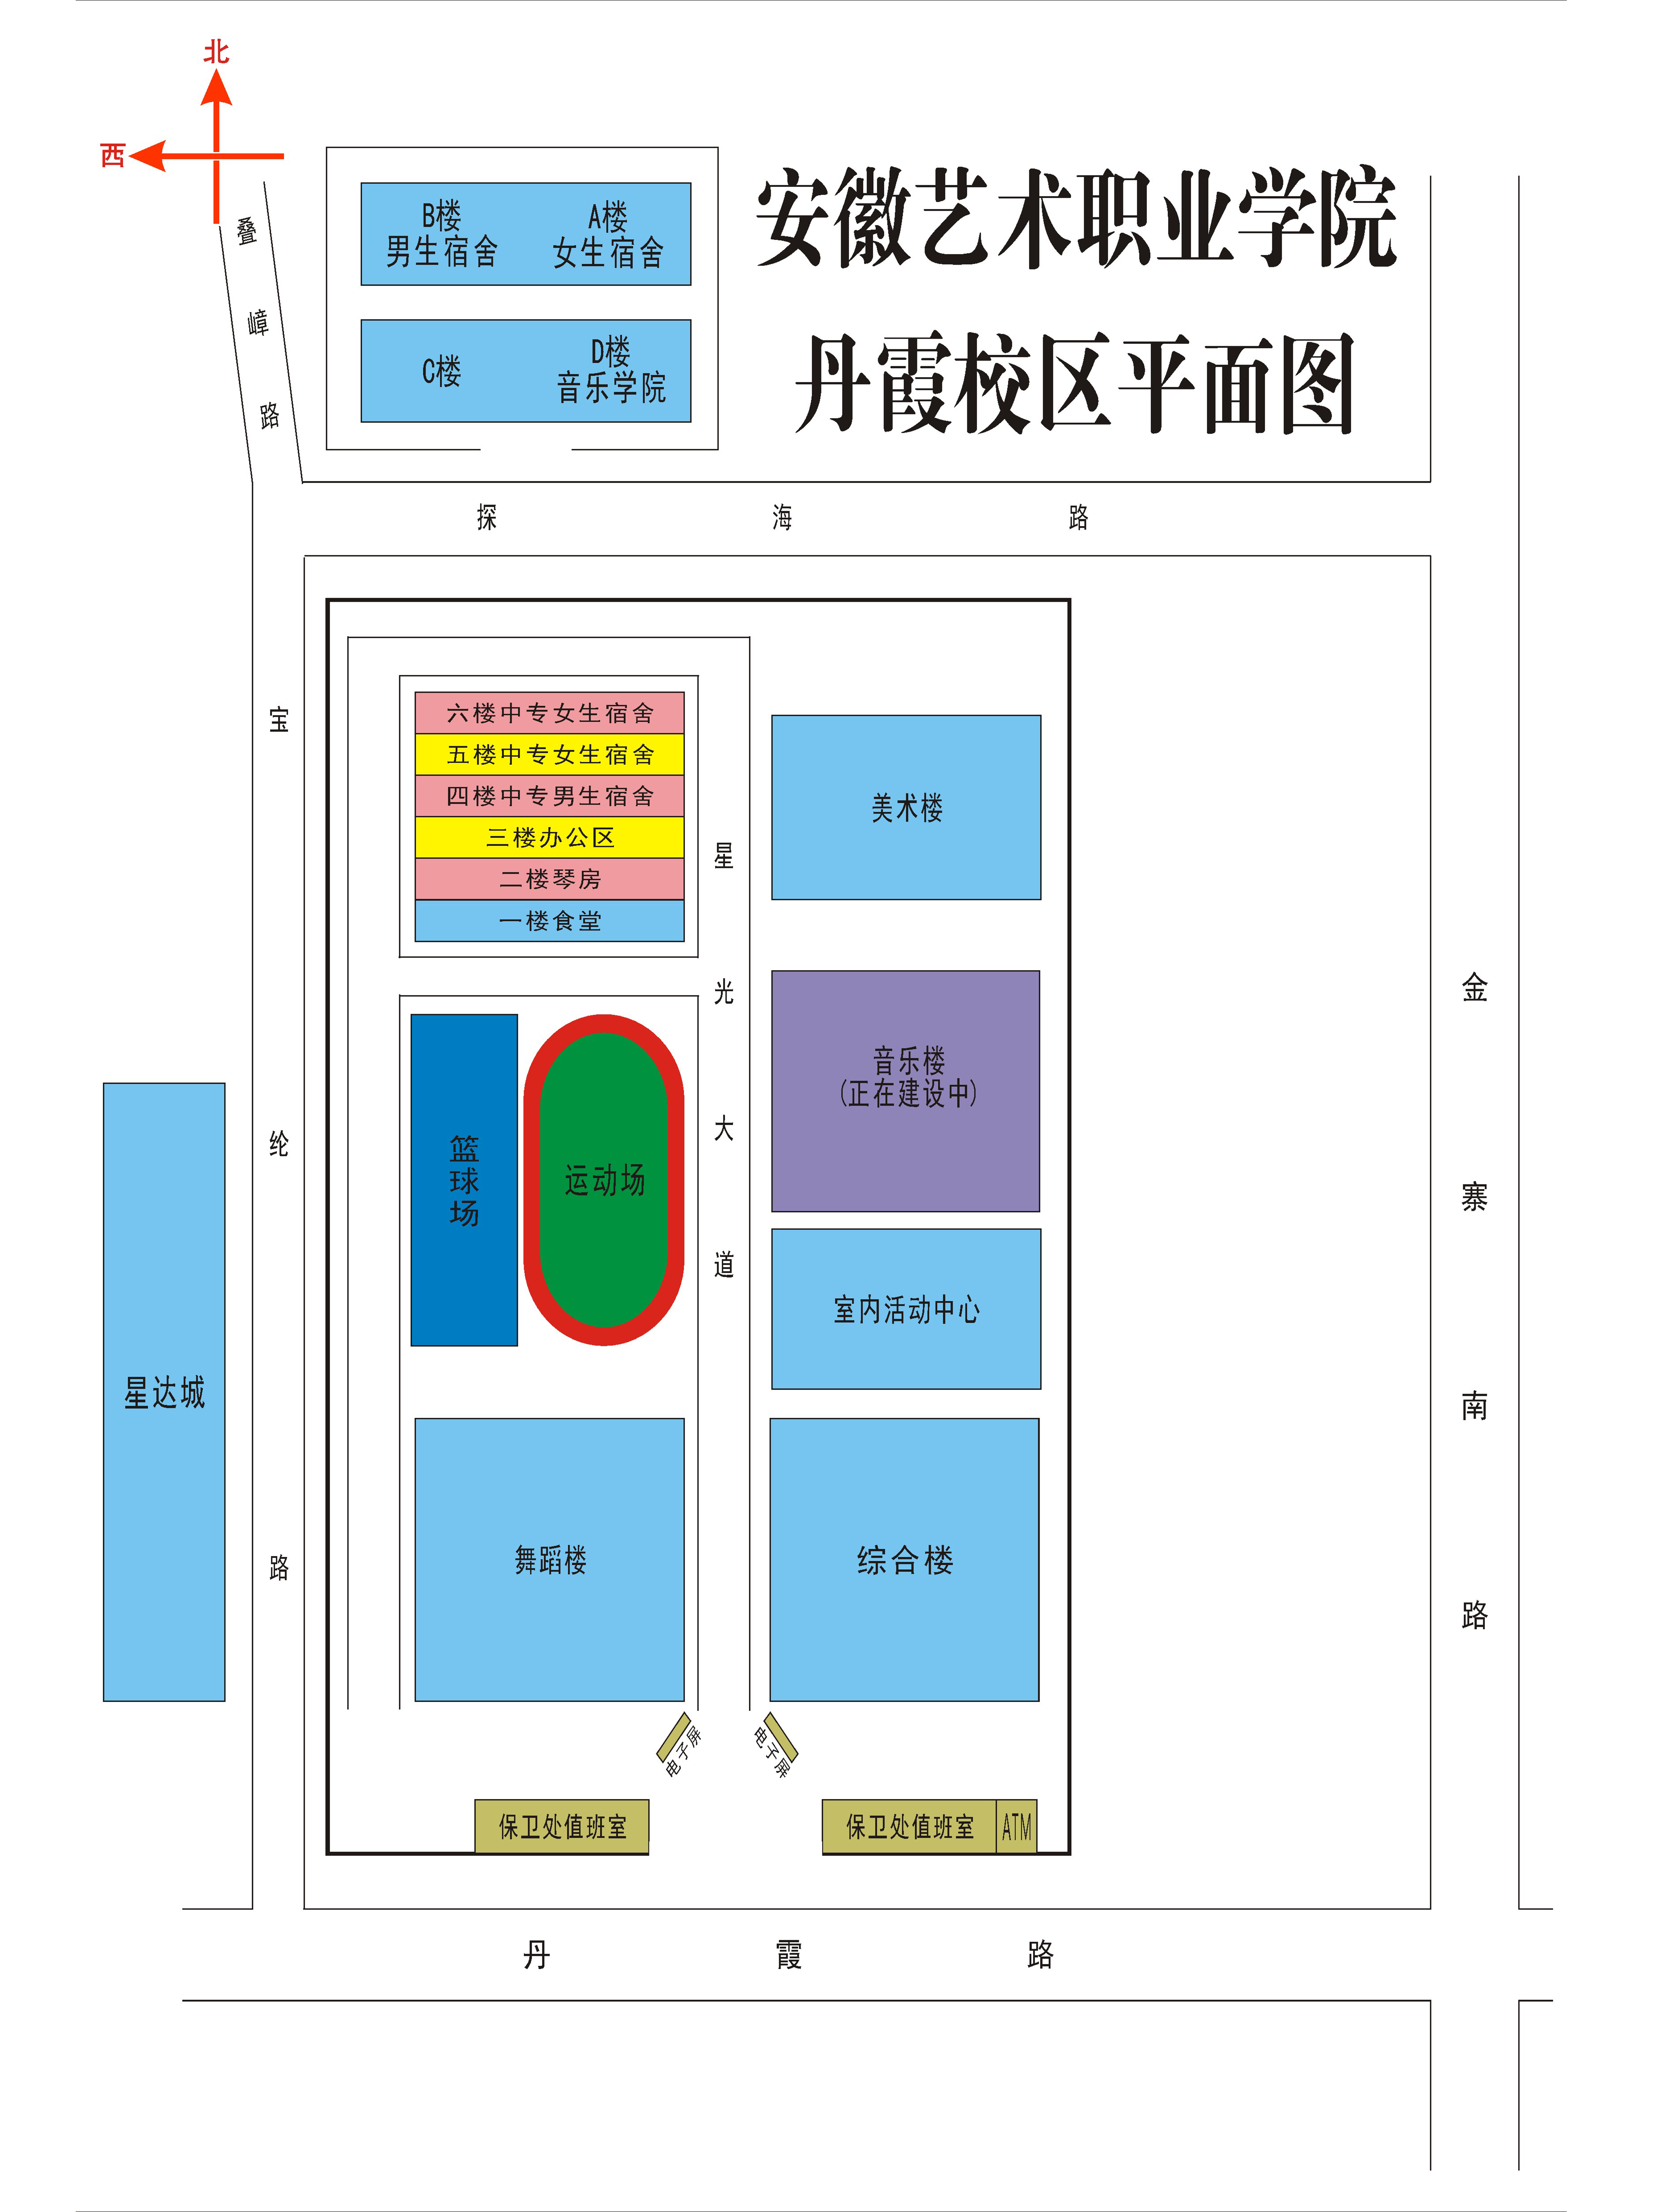 北
西
安徽艺术职业学院
丹霞校区平面图
叠嶂路
B楼
男生宿舍
A楼
女生宿舍
C楼
D楼
音乐学院
探海路
宝纶路
六楼中专女生宿舍
五楼中专女生宿舍
四楼中专男生宿舍
三楼办公区
二楼琴房
一楼食堂
星光大道
美术楼
音乐楼
(正在建设中)
篮球场
运动场
室内活动中心
金寨南路
星达城
舞蹈楼
综合楼
电子屏
电子屏
保卫处值班室
保卫处值班室
ATM
丹霞路